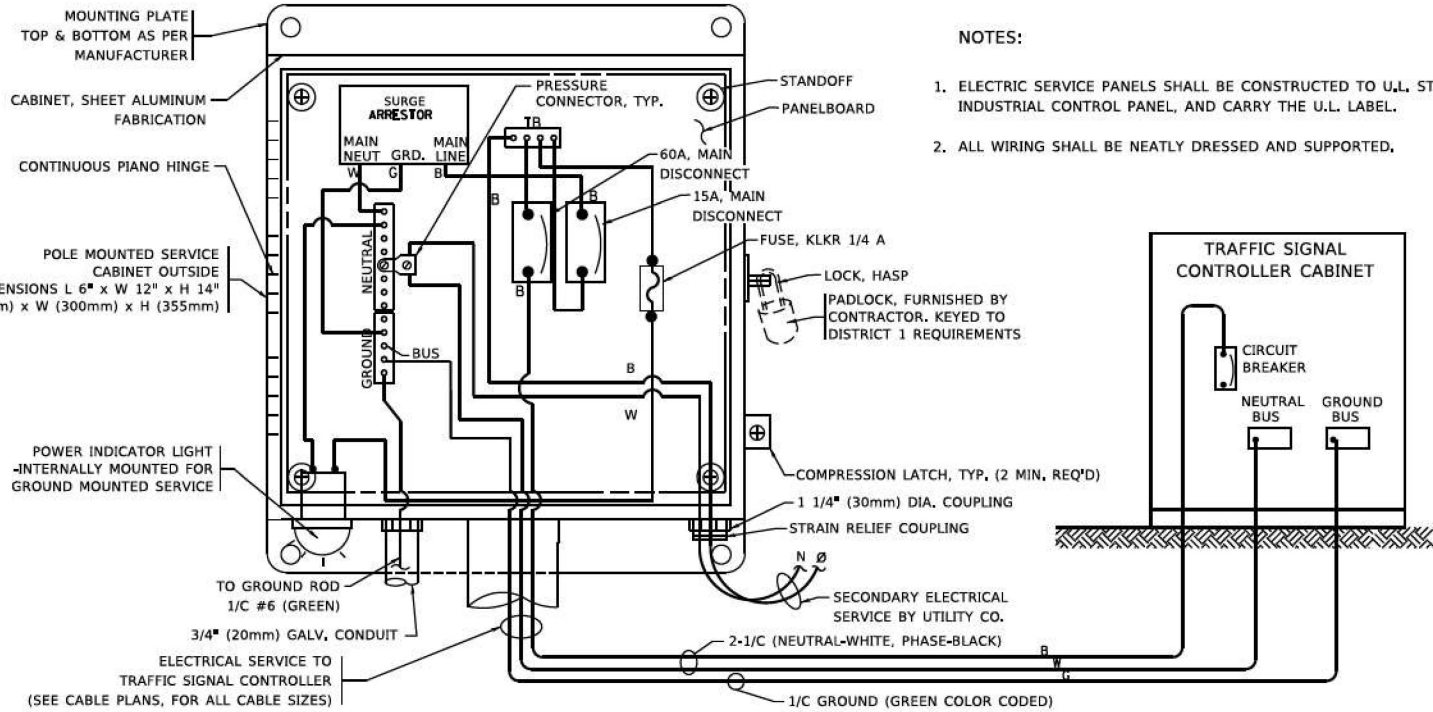 MOUNTING PLATE
TOP & BOTTOM AS PER
MANUFACTURER
CABINET, SHEET ALUMINUM
FABRICATION
CONTINUOUS PIANO HINGE
POLE MOUNTED SERVICE
CABINET OUTSIDE
ENSIONS L 6" x W 12" x H 14"
m) x W (300mm) x H (355mm)
POWER INDICATOR LIGHT
-INTERNALLY MOUNTED FOR
GROUND MOUNTED SERVICE
TO GROUND ROD
1/C #6 (GREEN)
3/4" (20mm) GALV. CONDUIT
ELECTRICAL SERVICE TO
TRAFFIC SIGNAL CONTROLLER
(SEE CABLE PLANS, FOR ALL CABLE SIZES)
SURGE
ARRESTOR
MAIN
NEUT
GRD.
MAIN
LINE
W
G
B
NEUTRAL
GROUND
BUS
PRESSURE
CONNECTOR, TYP.
TB
B
B
B
B
W
STANDOFF
PANELBOARD
60A, MAIN
DISCONNECT
15A, MAIN
DISCONNECT
FUSE, KLKR 1/4 A
LOCK, HASP
PADLOCK, FURNISHED BY
CONTRACTOR. KEYED TO
DISTRICT 1 REQUIREMENTS
COMPRESSION LATCH, TYP. (2 MIN. REQ'D)
1 1/4" (30mm) DIA. COUPLING
STRAIN RELIEF COUPLING
N Ø
SECONDARY ELECTRICAL
SERVICE BY UTILITY CO.
2-1/C (NEUTRAL-WHITE, PHASE-BLACK)
B
W
G
1/C GROUND (GREEN COLOR CODED)
NOTES:
1. ELECTRIC SERVICE PANELS SHALL BE CONSTRUCTED TO U.L. ST
INDUSTRIAL CONTROL PANEL, AND CARRY THE U.L. LABEL.
2. ALL WIRING SHALL BE NEATLY DRESSED AND SUPPORTED.
TRAFFIC SIGNAL
CONTROLLER CABINET
CIRCUIT
BREAKER
NEUTRAL
BUS
GROUND
BUS